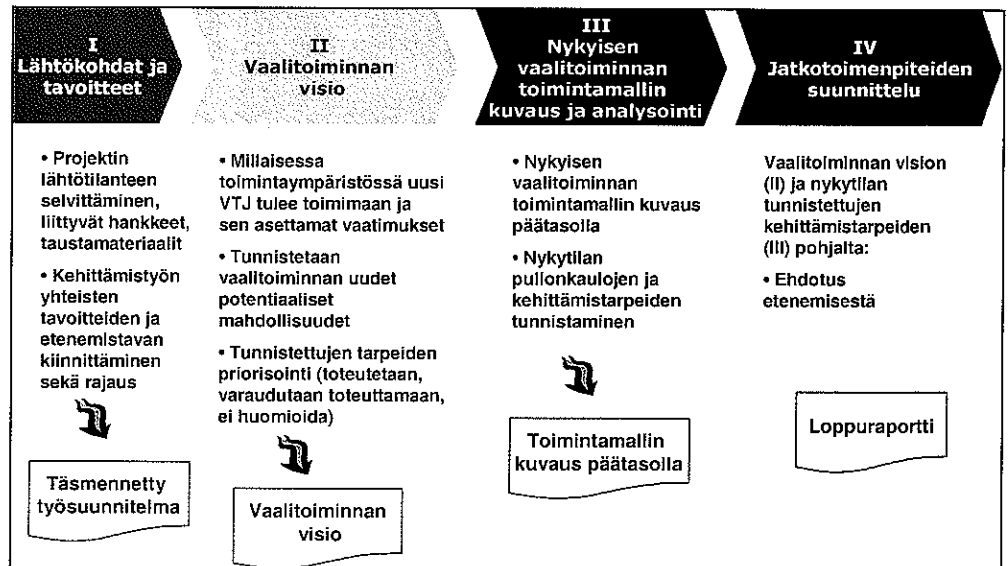 I
Lähtökohdat ja
tavoitteet
II
Vaalitoiminnan
visio
III
Nykyisen
vaalitoiminnan
toimintamallin
kuvaus ja analysointi
IV
Jatkotoimenpiteiden
suunnittelu
• Projektin
lähtötilanteen
selvittäminen,
liittyvät hankkeet,
taustamateriaalit
• Kehittämistyön
yhteisten
tavoitteiden ja
etenemistavan
kiinnittäminen
sekä rajaus
Täsmennetty
työsuunnitelma
• Millaisessa
toimintaympäristössä uusi
VTJ tulee toimimaan ja
sen asettamat vaatimukset
• Tunnistetaan
vaalitoiminnan uudet
potentiaaliset
mahdollisuudet
• Tunnistettujen tarpeiden
priorisointi (toteutetaan,
varaudutaan toteuttamaan,
ei huomioida)
Vaalitoiminnan
visio
• Nykyisen
vaalitoiminnan
toimintamallin kuvaus
päätasolla
• Nykytilan
pullonkaulojen ja
kehittämistarpeiden
tunnistaminen
Toimintamallin
kuvaus päätasolla
Vaalitoiminnan vision
(II) ja nykytilan
tunnistettujen
kehittämistarpeiden
(III) pohjalta:
• Ehdotus
etenemisestä
Loppuraportti